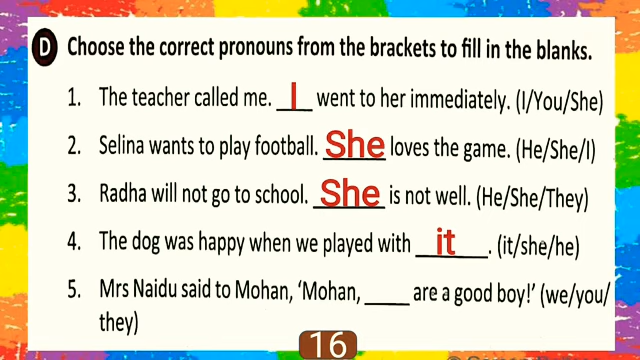 D Choose the correct pronouns from the brackets to fill in the blanks.
1. The teacher called me. I went to her immediately. (I/You/She)
2. Selina wants to play football. She loves the game. (He/She/I)
3. Radha will not go to school. She is not well. (He/She/They)
4. The dog was happy when we played with it. (it/she/he)
5. Mrs Naidu said to Mohan, ‘Mohan, ____ are a good boy!’ (we/you/
they)
16